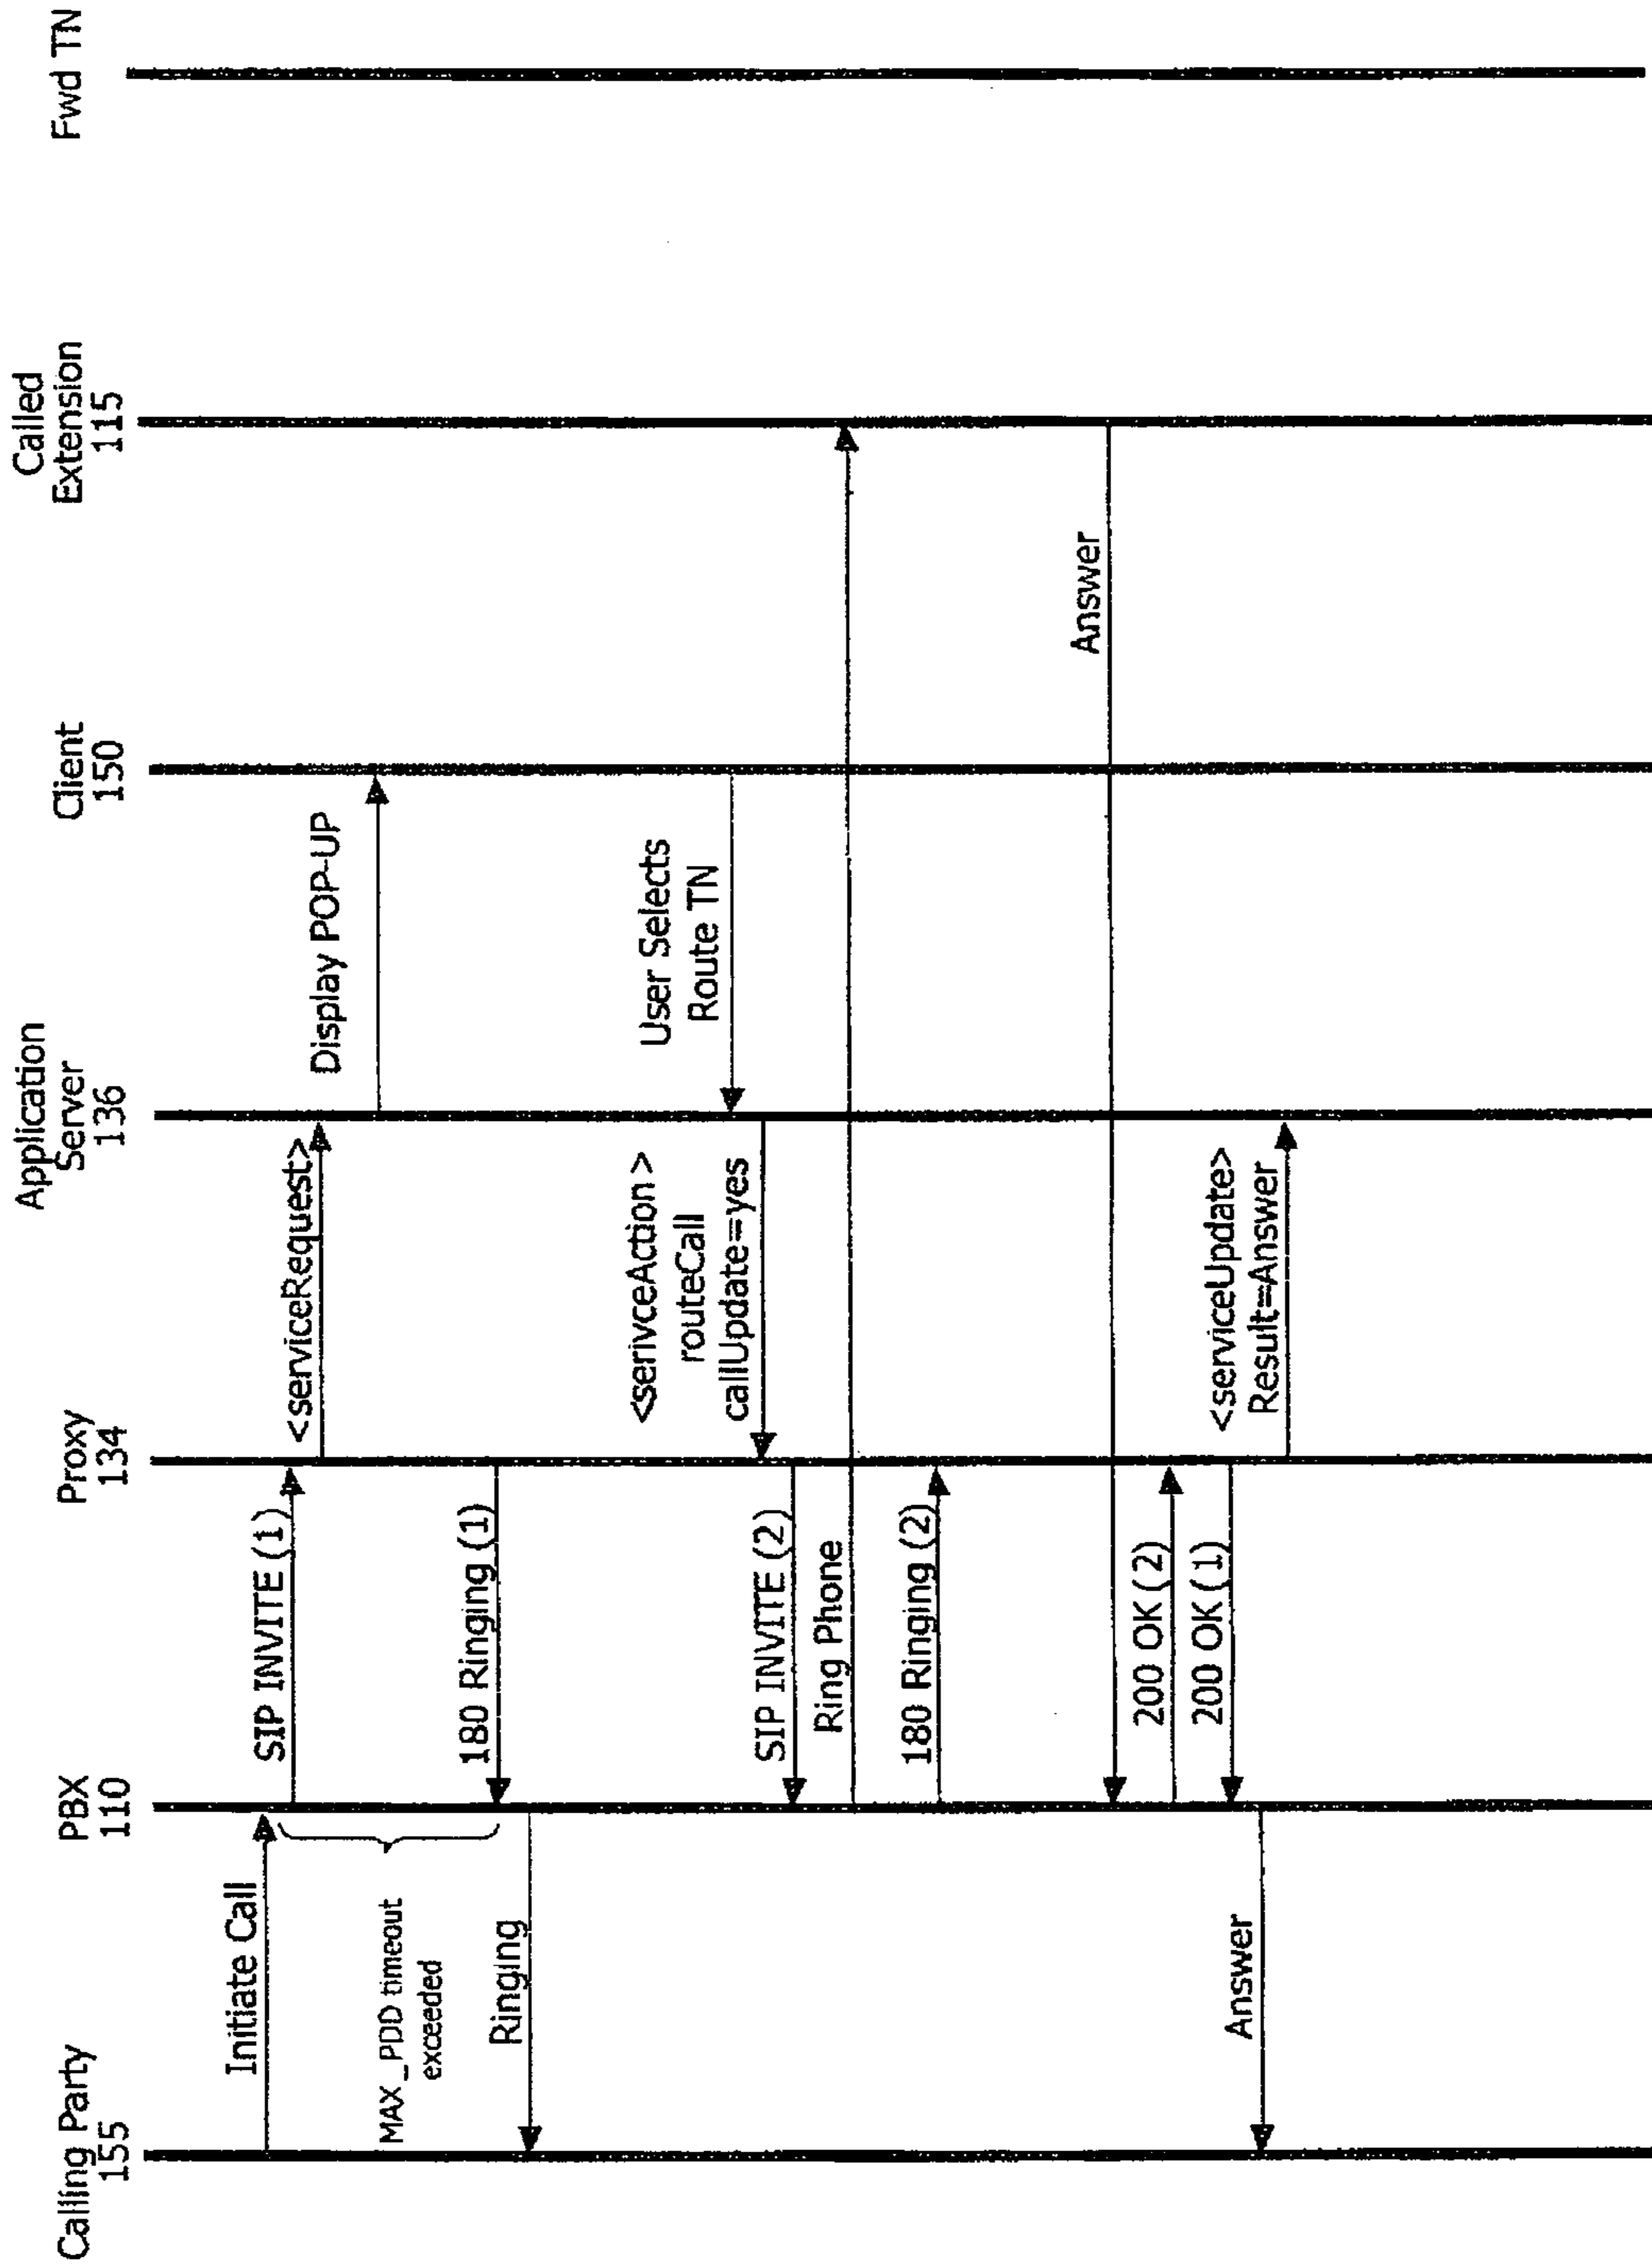 Calling Party
155
PBX
110
Proxy
134
Application
Server
136
Client
150
Called
Extension
115
Fwd TN
Initiate Call
SIP INVITE (1)
<serviceRequest>
Display POP-UP
MAX_PDD timeout
exceeded
180 Ringing (1)
Ringing
User Selects
Route TN
<serivceAction >
routeCall
callUpdate=yes
SIP INVITE (2)
Ring Phone
180 Ringing (2)
Answer
200 OK (2)
200 OK (1)
Answer
<serviceUpdate>
Result=Answer